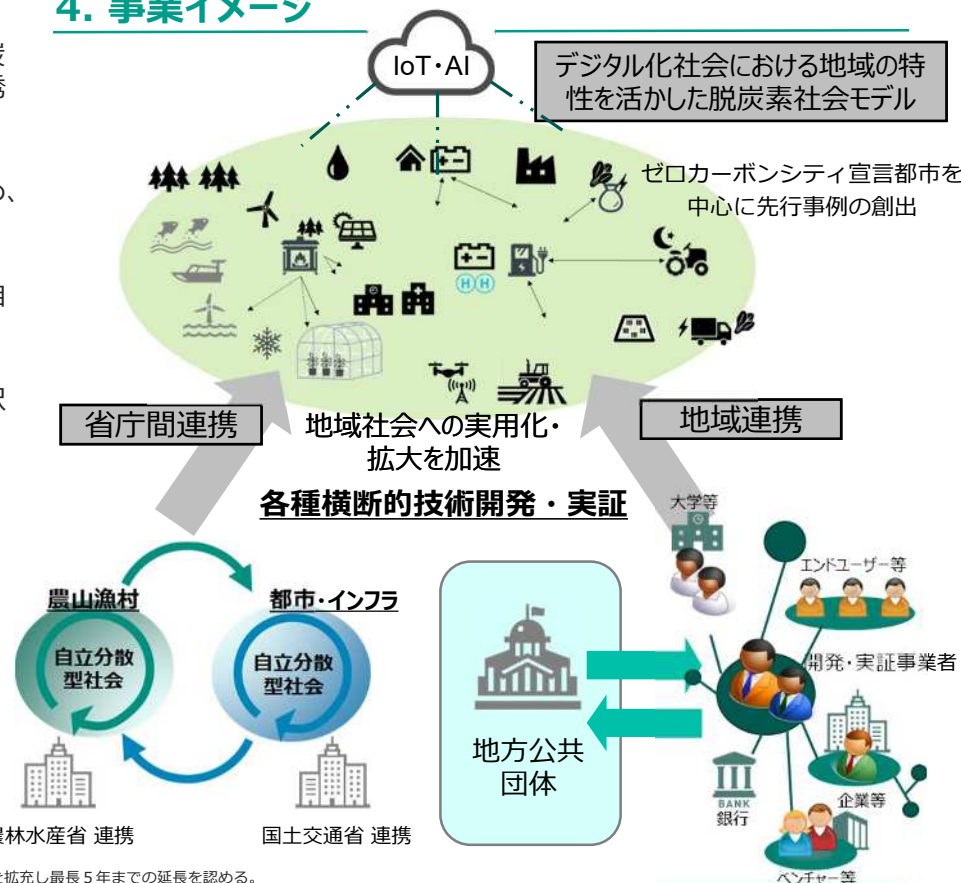 4. 事業イメージ
IoT・AI
デジタル化社会における地域の特
性を活かした脱炭素社会モデル
ゼロカーボンシティ宣言都市を
中心に先行事例の創出
H H
省庁間連携
地域社会への実用化・
拡大を加速
地域連携
各種横断的技術開発・実証
農山漁村
自立分散
型社会
都市・インフラ
自立分散
型社会
農林水産省 連携
国土交通省 連携
地方公共
団体
大学等
エンドユーザー等
開発・実証事業者
BANK
銀行
企業等
ベンチャー等
拡充し最長5年までの延長を認める。